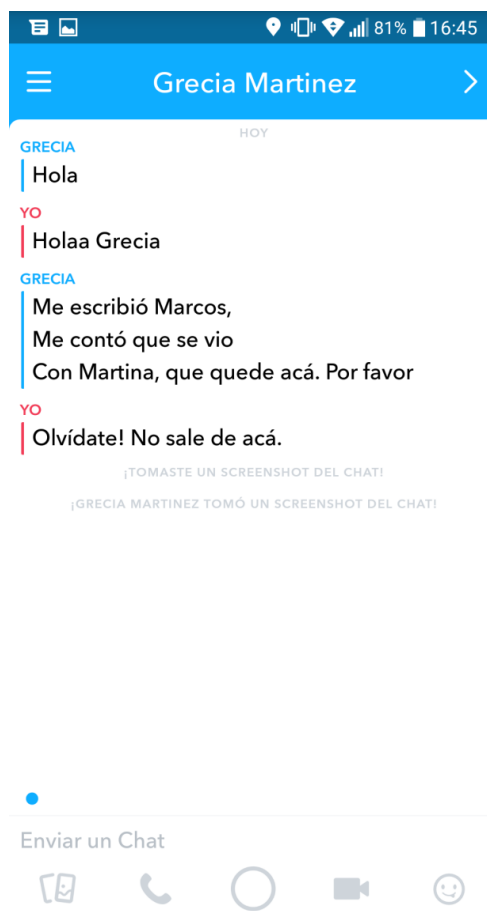 81% 16:45
Grecia Martinez
HOY
GRECIA
Hola
YO
Holaa Grecia
GRECIA
Me escribió Marcos,
Me contó que se vio
Con Martina, que quede acá. Por favor
YO
Olvídate! No sale de acá.
¡TOMASTE UN SCREENSHOT DEL CHAT!
¡GRECIA MARTINEZ TOMÓ UN SCREENSHOT DEL CHAT!
Enviar un Chat